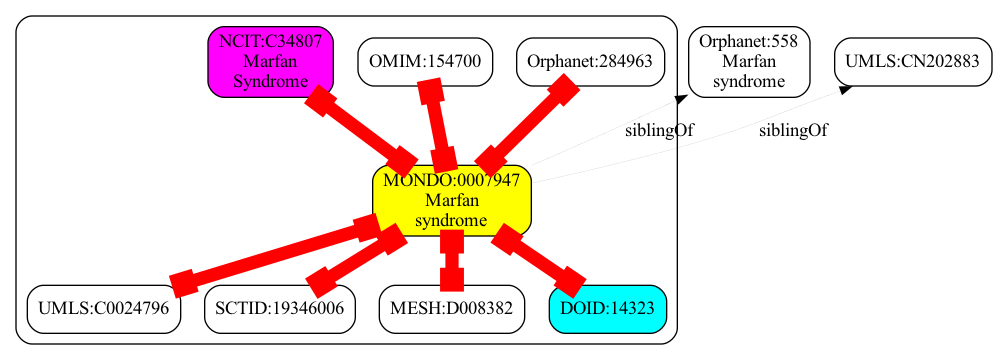 NCIT:C34807
Marfan
Syndrome
OMIM:154700
Orphanet:284963
Orphanet:558
Marfan
syndrome
UMLS:CN202883
siblingOf
siblingOf
MONDO:0007947
Marfan
syndrome
UMLS:C0024796
SCTID:19346006
MESH:D008382
DOID:14323